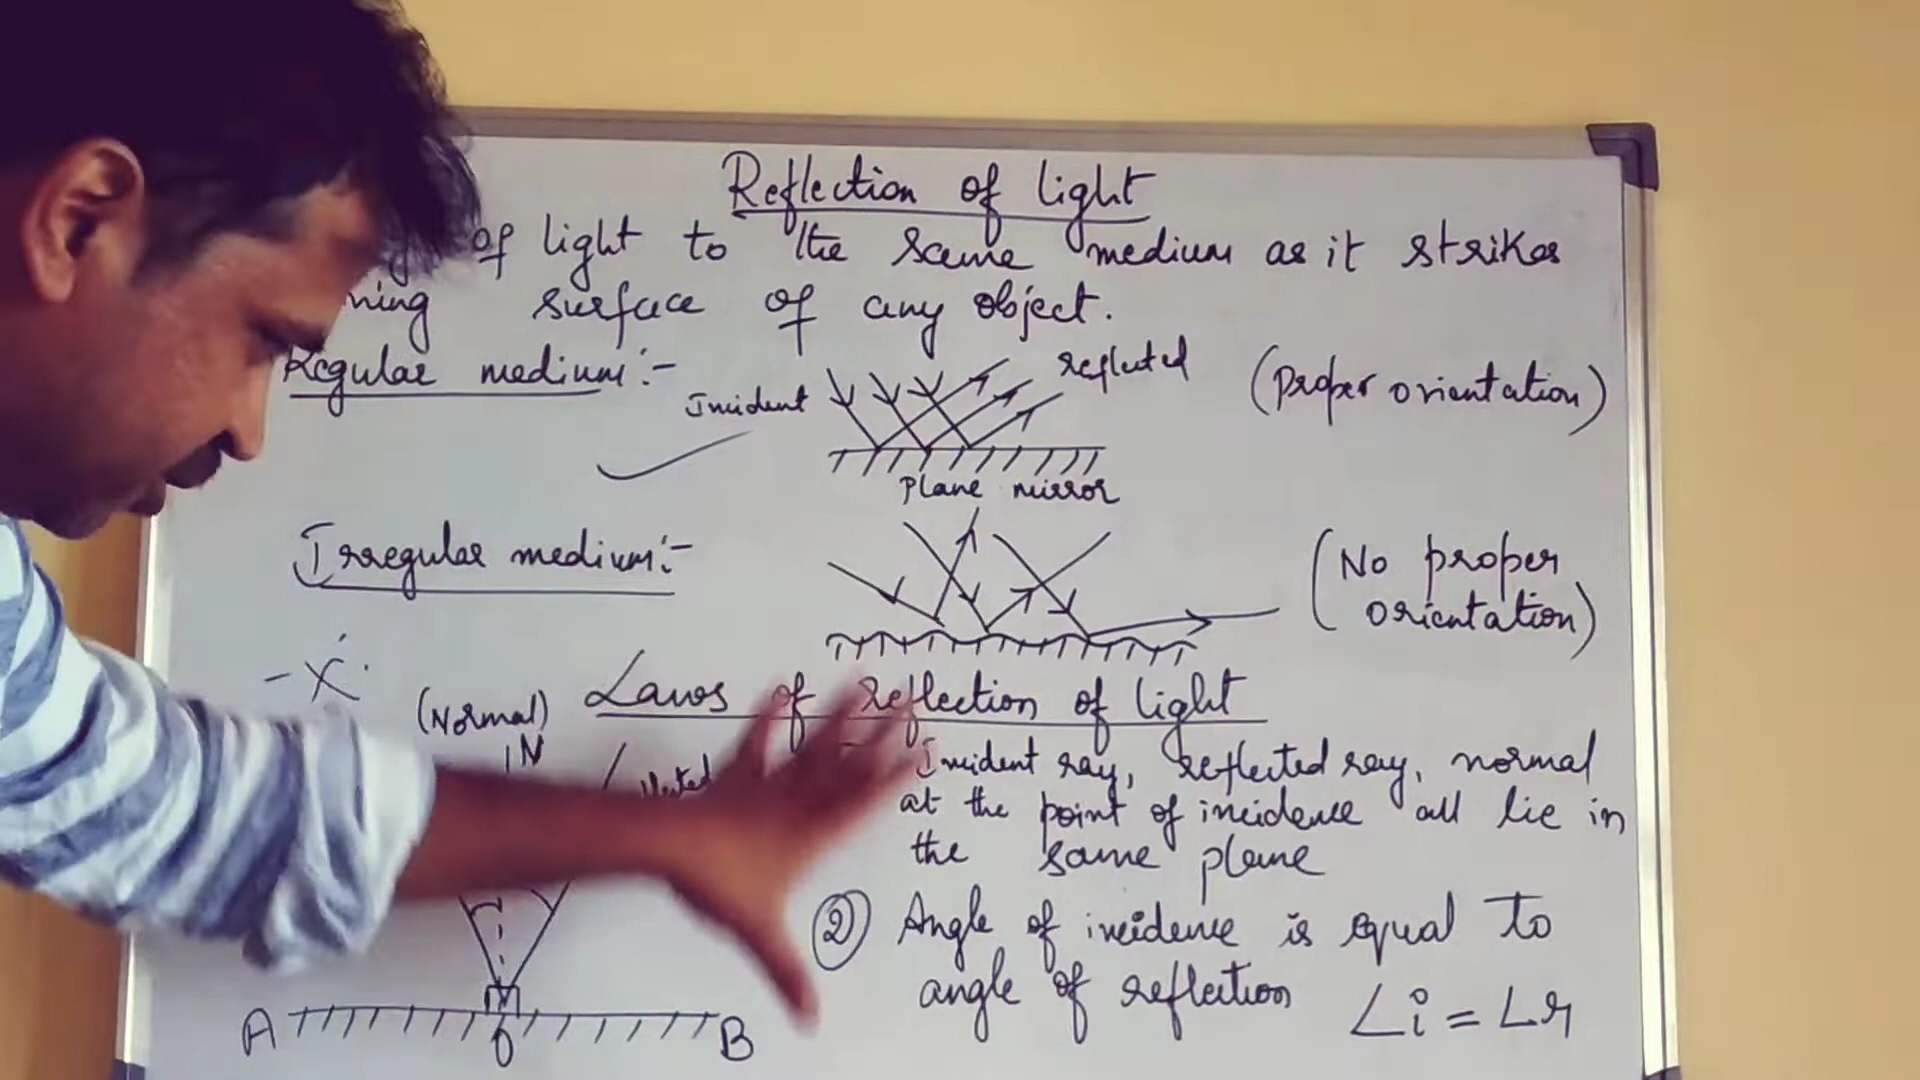 Reflection of light
of light to the same medium as it strikes
surface of any object.
Regular medium:-
Incident
reflected
(Proper orientation)
Plane mirror
Irregular medium:-
(No proper
orientation)
- X
Laws of reflection of light
(Normal)
N
Incident ray, reflected ray, normal
at the point of incidence all lie in
the same plane
② Angle of incidence is equal to
angle of reflection ∠i = ∠r
A
O
B